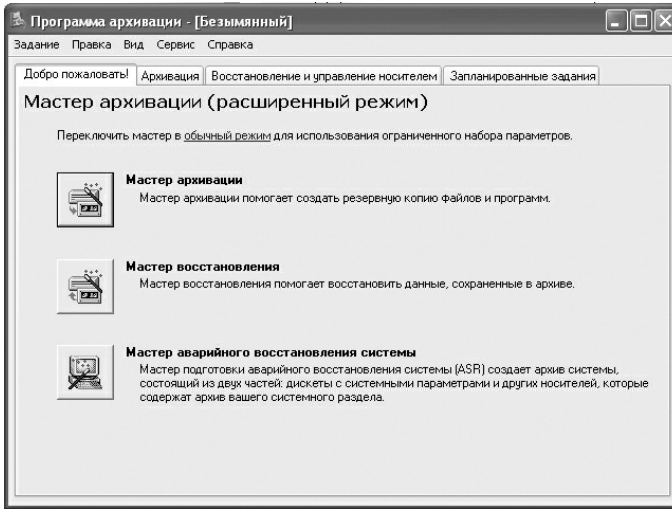 Программа архивации - [Безымянный]
Задание Правка Вид Сервис Справка
Добро пожаловать! Архивация Восстановление и управление носителем Запланированные задания
Мастер архивации (расширенный режим)
Переключить мастер в обычный режим для использования ограниченного набора параметров.
Мастер архивации
Мастер архивации помогает создать резервную копию файлов и программ.
Мастер восстановления
Мастер восстановления помогает восстановить данные, сохраненные в архиве.
Мастер аварийного восстановления системы
Мастер подготовки аварийного восстановления системы (ASR) создает архив системы,
состоящий из двух частей: дискеты с системными параметрами и других носителей, которые
содержат архив вашего системного раздела.